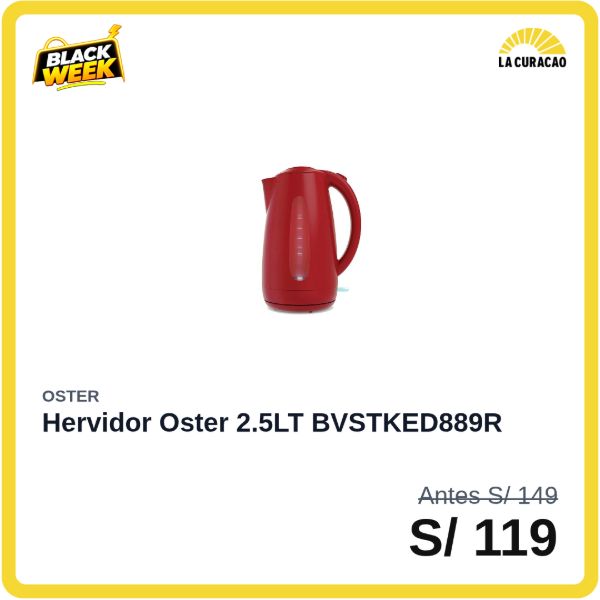 BLACK
WEEK
LA CURACAO
OSTER
Hervidor Oster 2.5LT BVSTKED889R
Antes S/ 149
S/ 119